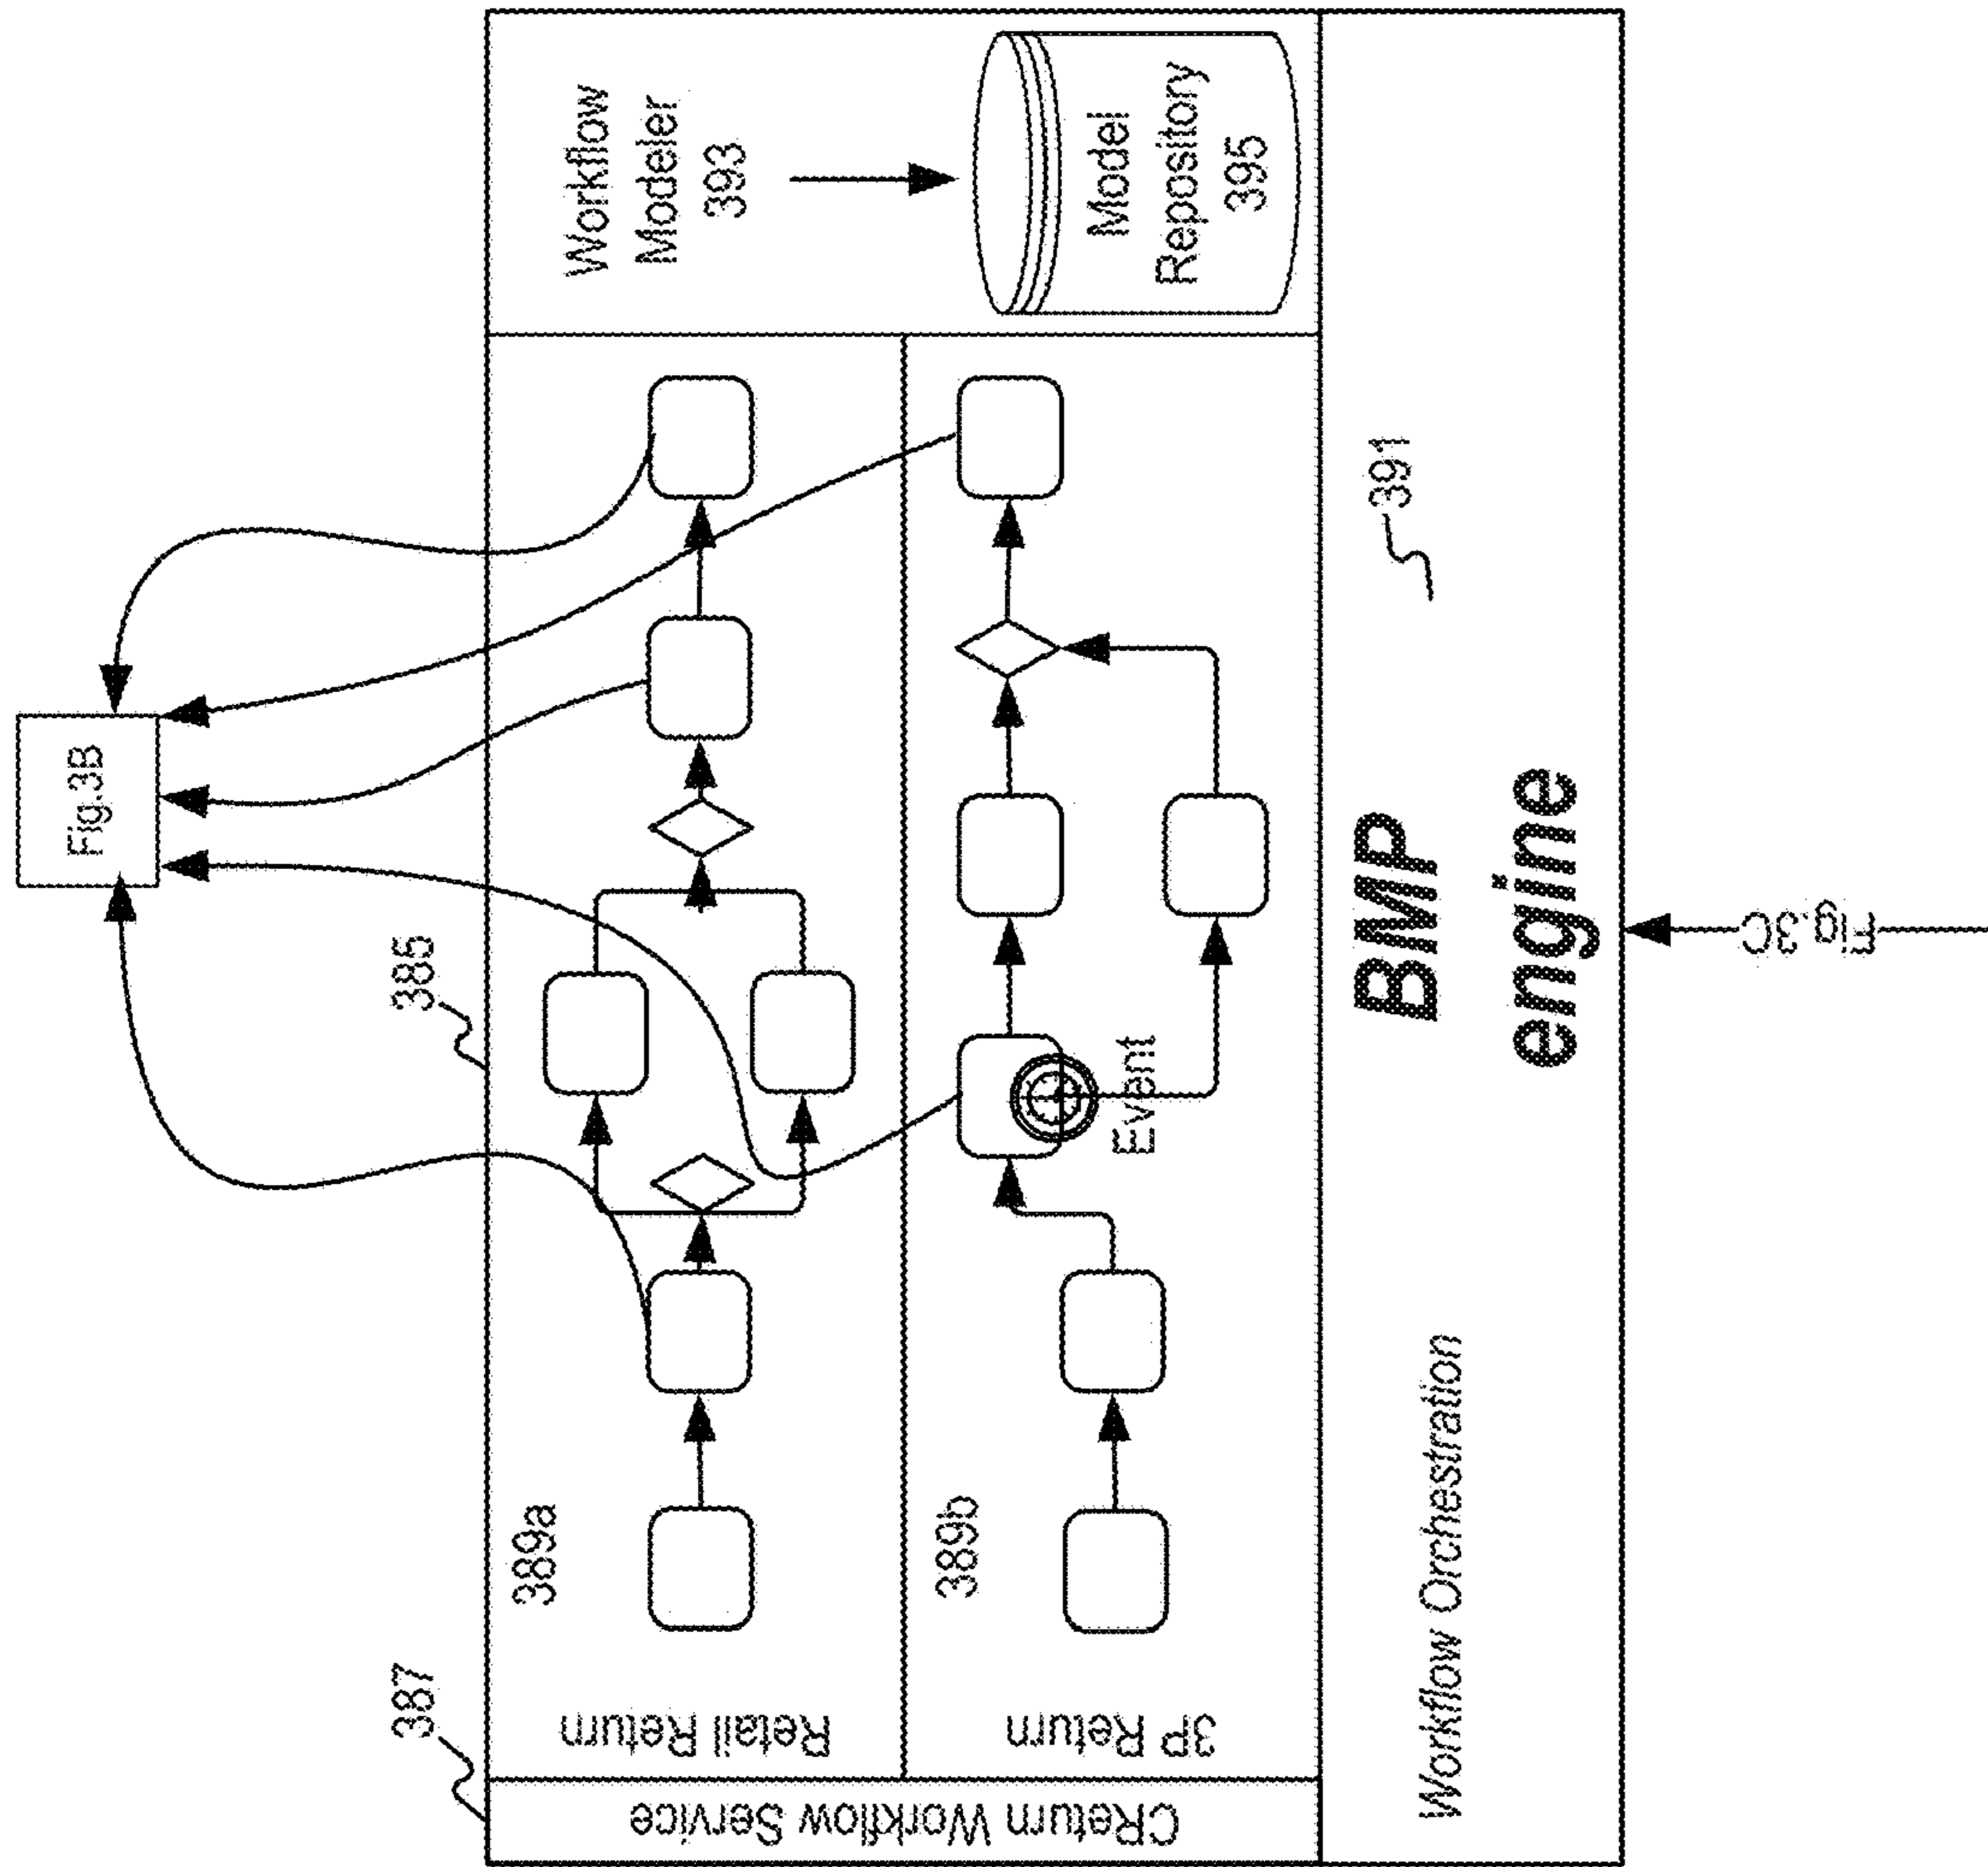 Fig.3B
385
387
389a
Retail Return
389b
3P Return
Event
CReturn Workflow Service
Workflow
Modeler
393
Model
Repository
395
391
BMP
engine
Workflow Orchestration
Fig.3C